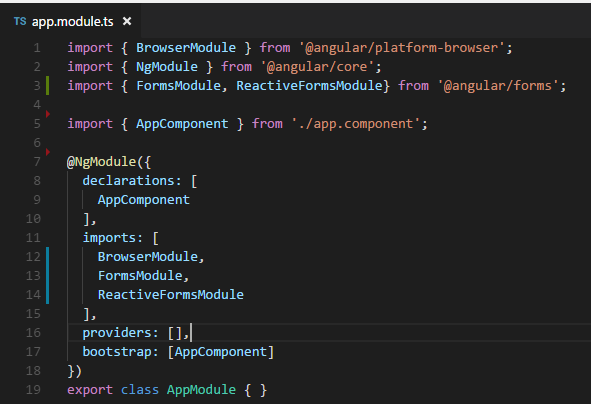 TS app.module.ts ×
1 import { BrowserModule } from '@angular/platform-browser';
2 import { NgModule } from '@angular/core';
3 import { FormsModule, ReactiveFormsModule} from '@angular/forms';
4
5 import { AppComponent } from './app.component';
6
7 @NgModule({
8   declarations: [
9     AppComponent
10   ],
11   imports: [
12     BrowserModule,
13     FormsModule,
14     ReactiveFormsModule
15   ],
16   providers: [],
17   bootstrap: [AppComponent]
18 })
19 export class AppModule { }